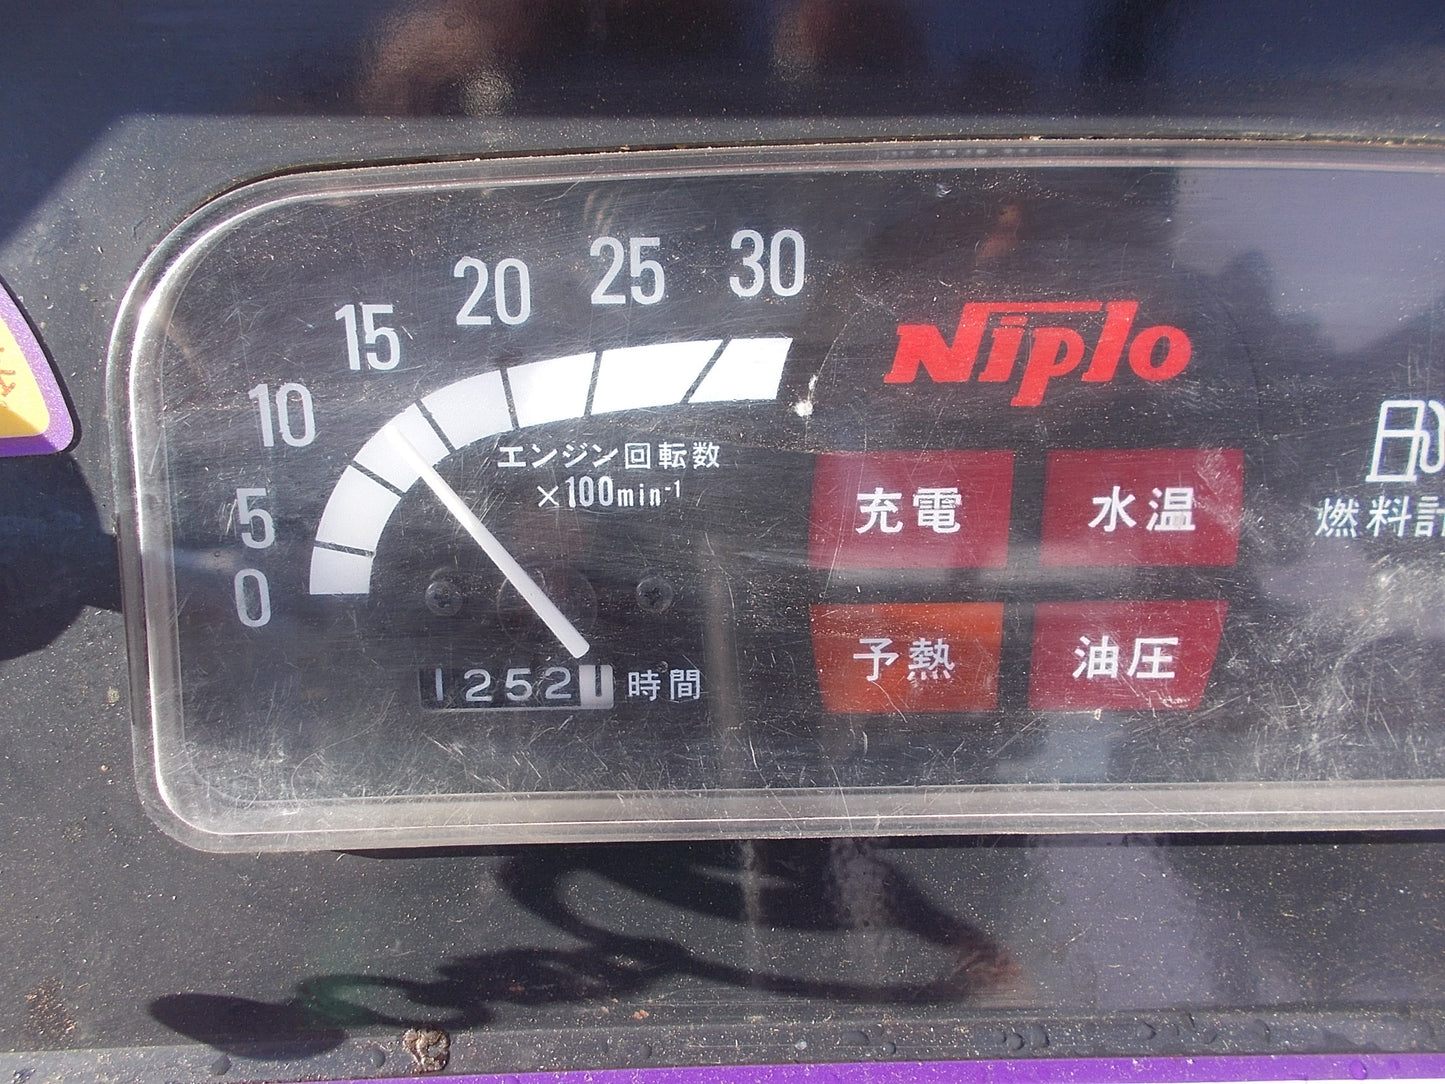 0
5
10
15
20
25
30
エンジン回転数
×100min⁻¹
12521 時間
Niplo
充電
水温
予熱
油圧
燃料計